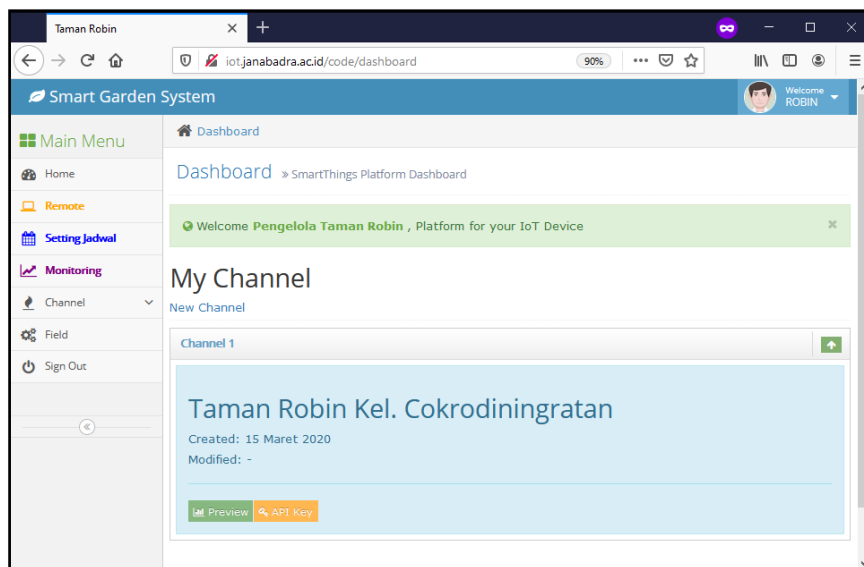 Taman Robin
iot.janabadra.ac.id/code/dashboard
90%
Smart Garden System
Welcome
ROBIN
Main Menu
Home
Remote
Setting Jadwal
Monitoring
Channel
Field
Sign Out
Dashboard
Dashboard » SmartThings Platform Dashboard
Welcome Pengelola Taman Robin , Platform for your IoT Device
My Channel
New Channel
Channel 1
Taman Robin Kel. Cokrodiningratan
Created: 15 Maret 2020
Modified: -
Preview
API Key